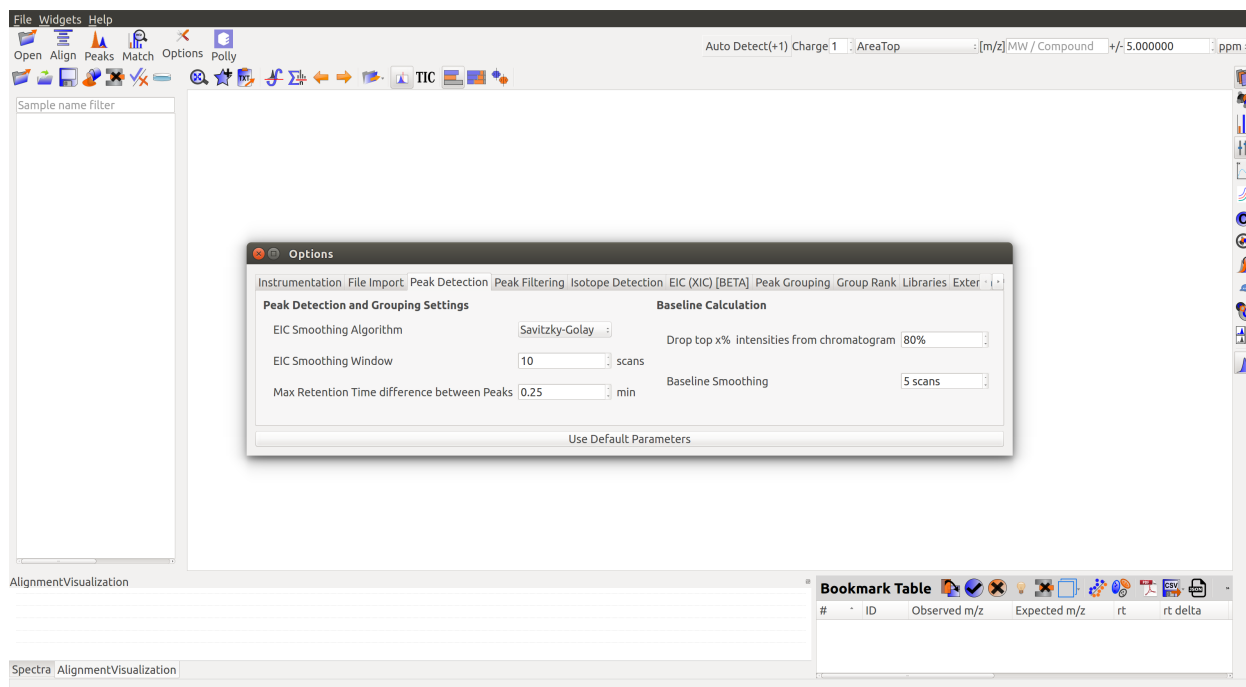 File Widgets Help
Open Align Peaks Match Options Polly
Auto Detect(+1) Charge 1 AreaTop [m/z] MW / Compound +/- 5.000000 ppm
TXT TIC
Sample name filter
Options
Instrumentation File Import Peak Detection Peak Filtering Isotope Detection EIC (XIC) [BETA] Peak Grouping Group Rank Libraries Exter
Peak Detection and Grouping Settings
Baseline Calculation
EIC Smoothing Algorithm Savitzky-Golay
Drop top x% intensities from chromatogram 80%
EIC Smoothing Window 10 scans
Baseline Smoothing 5 scans
Max Retention Time difference between Peaks 0.25 min
Use Default Parameters
AlignmentVisualization
Bookmark Table CSV
# ID Observed m/z Expected m/z rt rt delta
Spectra AlignmentVisualization